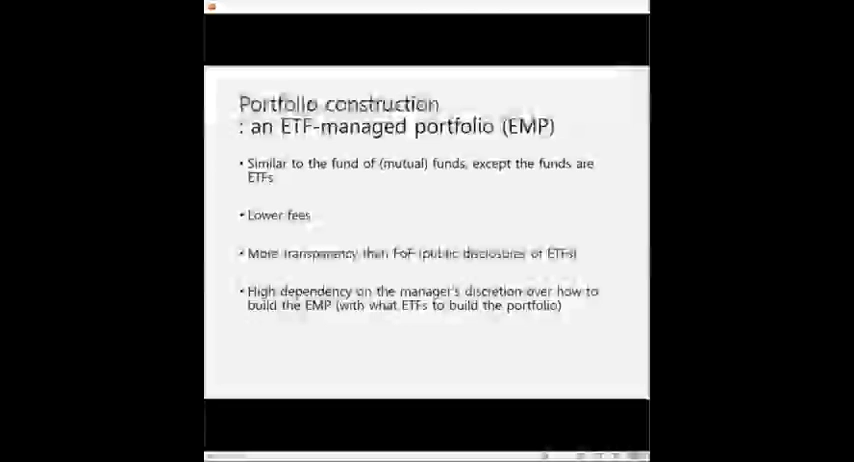 Portfolio construction
: an ETF-managed portfolio (EMP)
• Similar to the fund of (mutual) funds, except the funds are
ETFs
• Lower fees
• More transparency than FoF (public disclosures of ETFs)
• High dependency on the manager's discretion over how to
build the EMP (with what ETFs to build the portfolio)